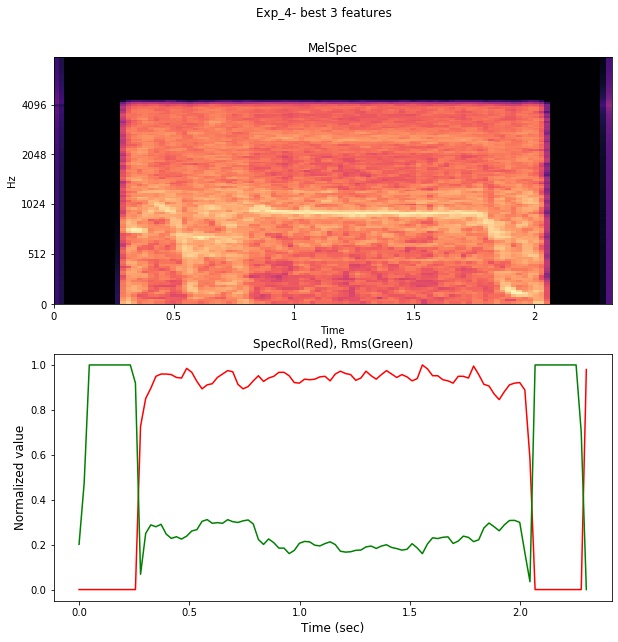 Exp_4- best 3 features
MelSpec
4096
2048
1024
512
0
Hz
0 0.5 1 1.5 2
Time
SpecRol(Red), Rms(Green)
1.0
0.8
0.6
0.4
0.2
0.0
Normalized value
0.0 0.5 1.0 1.5 2.0
Time (sec)